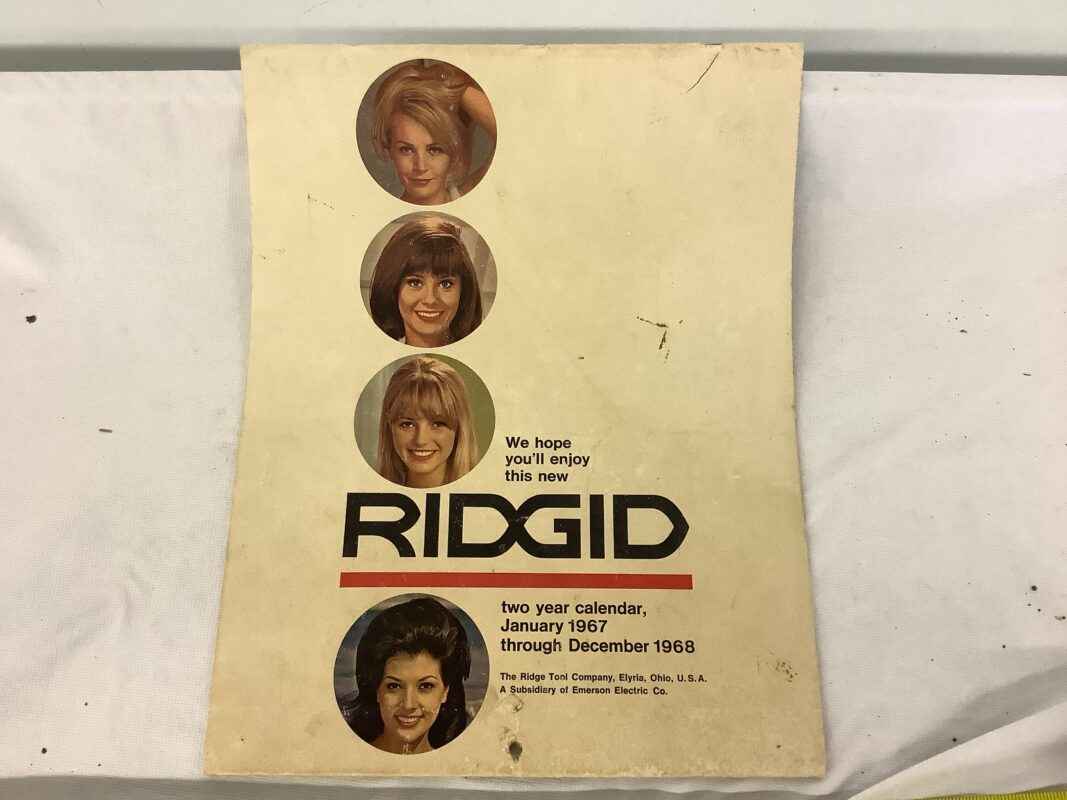 We hope
you'll enjoy
this new
RIDGID
two year calendar,
January 1967
through December 1968
The Ridge Tool Company, Elyria, Ohio, U.S.A.
A Subsidiary of Emerson Electric Co.